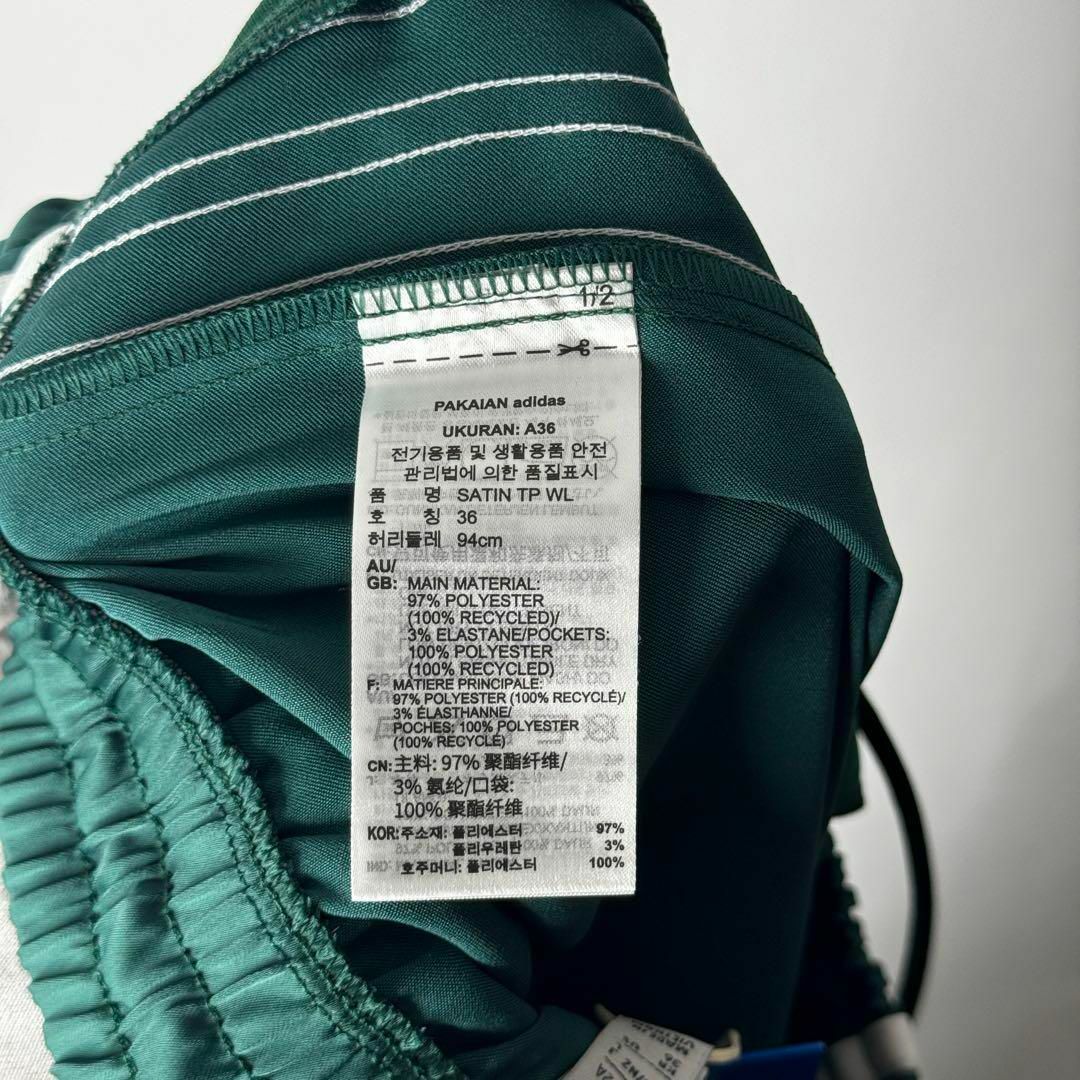 1/2
PAKAIAN adidas
UKURAN: A36
전기용품 및 생활용품 안전
관리법에 의한 품질표시
품 명 SATIN TP WL
호 칭 36
허리둘레 94cm
AU/
GB: MAIN MATERIAL:
97% POLYESTER
(100% RECYCLED)/
3% ELASTANE/POCKETS:
100% POLYESTER
(100% RECYCLED)
F: MATIERE PRINCIPALE:
97% POLYESTER (100% RECYCLÉ)/
3% ÉLASTHANNE/
POCHES: 100% POLYESTER
(100% RECYCLÉ)
CN: 主料: 97% 聚酯纤维/
3% 氨纶/口袋:
100% 聚酯纤维
KOR: 주소재: 폴리에스터 97%
폴리우레탄 3%
호주머니: 폴리에스터 100%